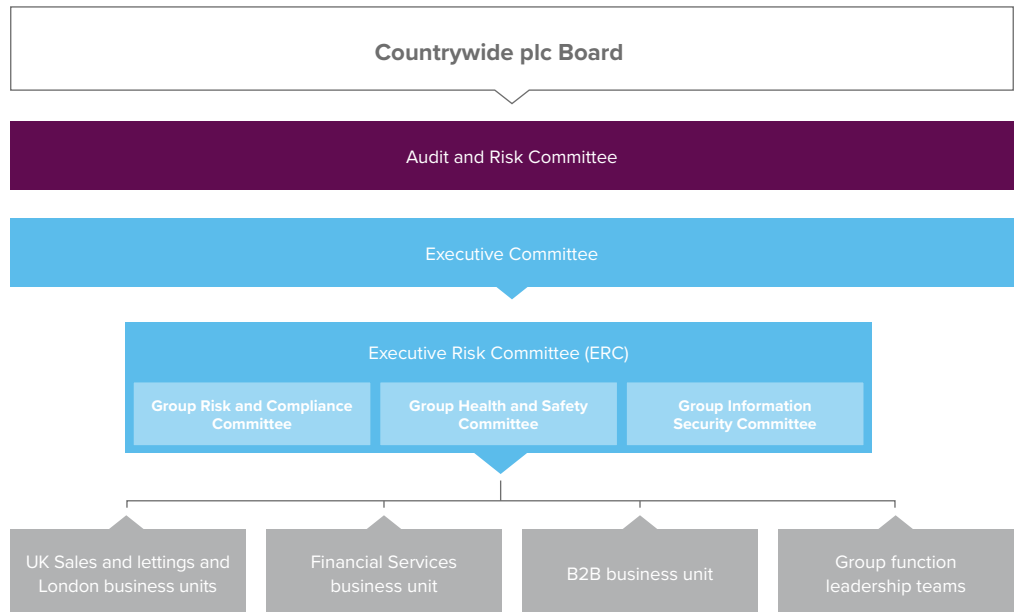 Countrywide plc Board
Audit and Risk Committee
Executive Committee
Executive Risk Committee (ERC)
Group Risk and Compliance
Committee
Group Health and Safety
Committee
Group Information
Security Committee
UK Sales and lettings and
London business units
Financial Services
business unit
B2B business unit
Group function
leadership teams